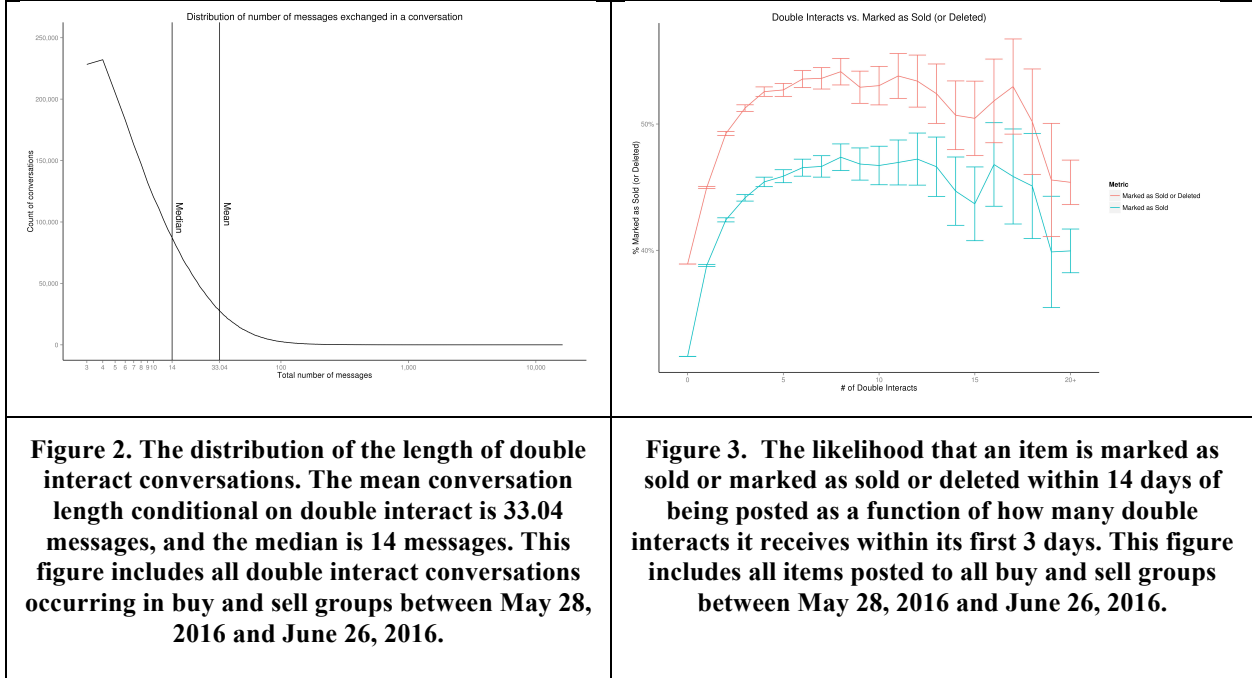 Distribution of number of messages exchanged in a conversation
250,000
200,000
150,000
100,000
50,000
0
Count of conversations
Median
Mean
3 4 5 6 7 8 9 10 14 33.04 100 1,000 10,000
Total number of messages
Double Interacts vs. Marked as Sold (or Deleted)
50%
40%
% Marked as Sold (or Deleted)
0 5 10 15 20+
# of Double Interacts
Metric
Marked as Sold or Deleted
Marked as Sold
Figure 2. The distribution of the length of double
interact conversations. The mean conversation
length conditional on double interact is 33.04
messages, and the median is 14 messages. This
figure includes all double interact conversations
occurring in buy and sell groups between May 28,
2016 and June 26, 2016.
Figure 3. The likelihood that an item is marked as
sold or marked as sold or deleted within 14 days of
being posted as a function of how many double
interacts it receives within its first 3 days. This figure
includes all items posted to all buy and sell groups
between May 28, 2016 and June 26, 2016.